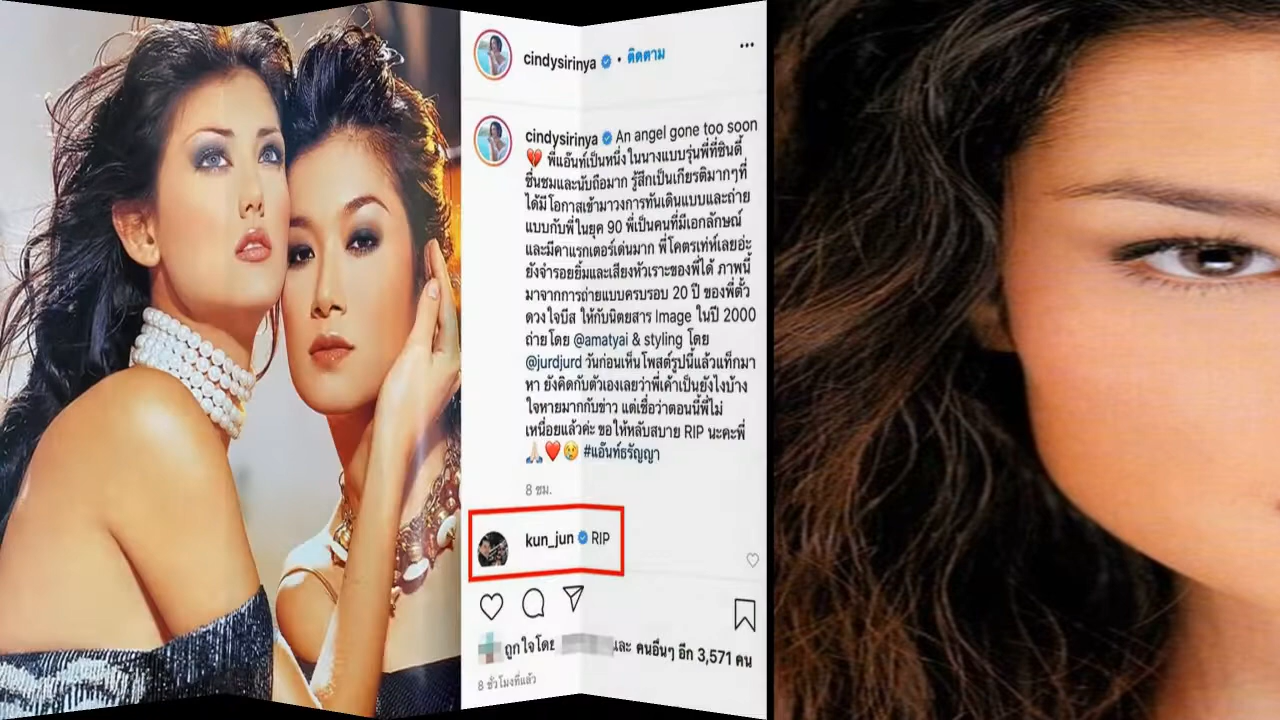 cindysirinya • ติดตาม
cindysirinya An angel gone too soon
💔 พี่แอ๊นท์เป็นหนึ่งในนางแบบรุ่นพี่ที่ซินดี้
ชื่นชมและนับถือมาก รู้สึกเป็นเกียรติมากๆที่
ได้มีโอกาสเข้ามาวงการทันเดินแบบและถ่าย
แบบกับพี่ในยุค 90 พี่เป็นคนที่มีเอกลักษณ์
และมีคาแรกเตอร์เด่นมาก พี่โคตรเท่ห์เลยอ่ะ
ยังจำรอยยิ้มและเสียงหัวเราะของพี่ได้ ภาพนี้
มาจากการถ่ายแบบครบรอบ 20 ปี ของพี่ตั้ว
ดวงใจบีส ให้กับนิตยสาร Image ในปี 2000
ถ่ายโดย @amatyai & styling โดย
@jurdjurd วันก่อนเห็นโพสต์รูปนี้แล้วแท็กมา
หา ยังคิดกับตัวเองเลยว่าพี่เค้าเป็นยังไงบ้าง
ใจหายมากกับข่าว แต่เชื่อว่าตอนนี้พี่ไม่
เหนื่อยแล้วค่ะ ขอให้หลับสบาย RIP นะคะพี่
🙏🏻❤️😢 #แอ๊นท์ธรัญญา
8 ชม.
kun_jun RIP
ถูกใจโดย และ คนอื่นๆ อีก 3,571 คน
8 ชั่วโมงที่แล้ว